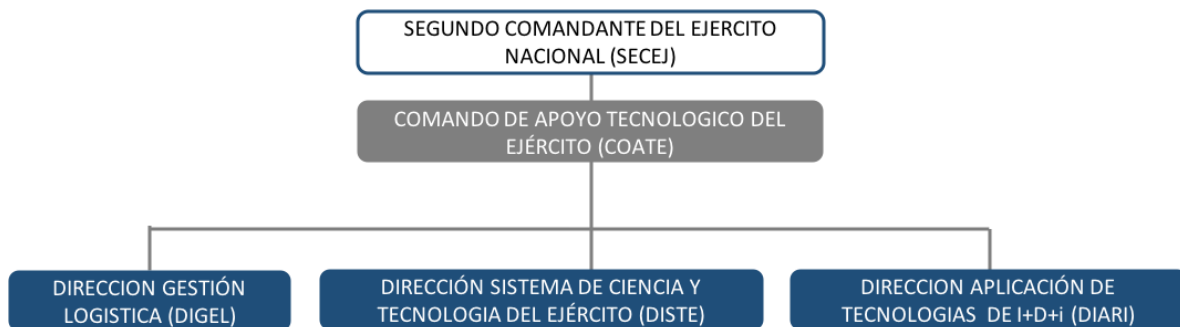 SEGUNDO COMANDANTE DEL EJERCITO
NACIONAL (SECEJ)
COMANDO DE APOYO TECNOLOGICO DEL
EJÉRCITO (COATE)
DIRECCION GESTIÓN
LOGISTICA (DIGEL)
DIRECCIÓN SISTEMA DE CIENCIA Y
TECNOLOGIA DEL EJÉRCITO (DISTE)
DIRECCION APLICACIÓN DE
TECNOLOGIAS DE I+D+i (DIARI)